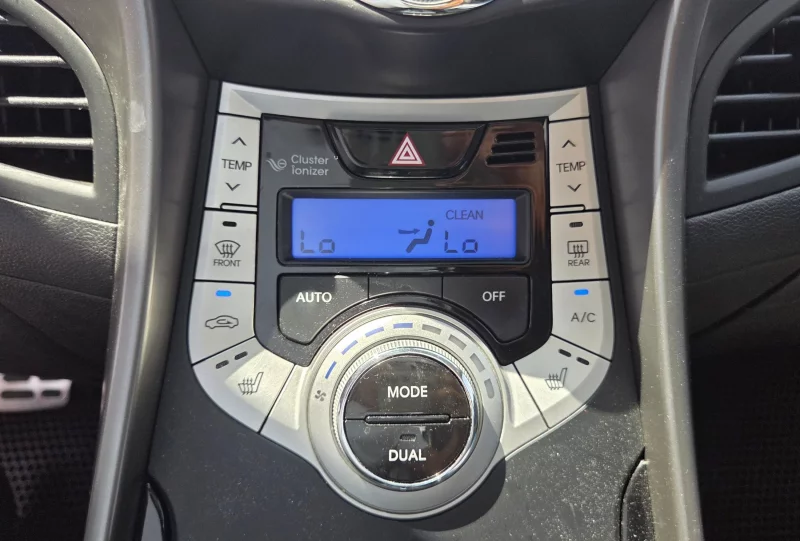 TEMP
Cluster
Ionizer
TEMP
CLEAN
Lo
Lo
FRONT
REAR
AUTO
OFF
A/C
MODE
DUAL